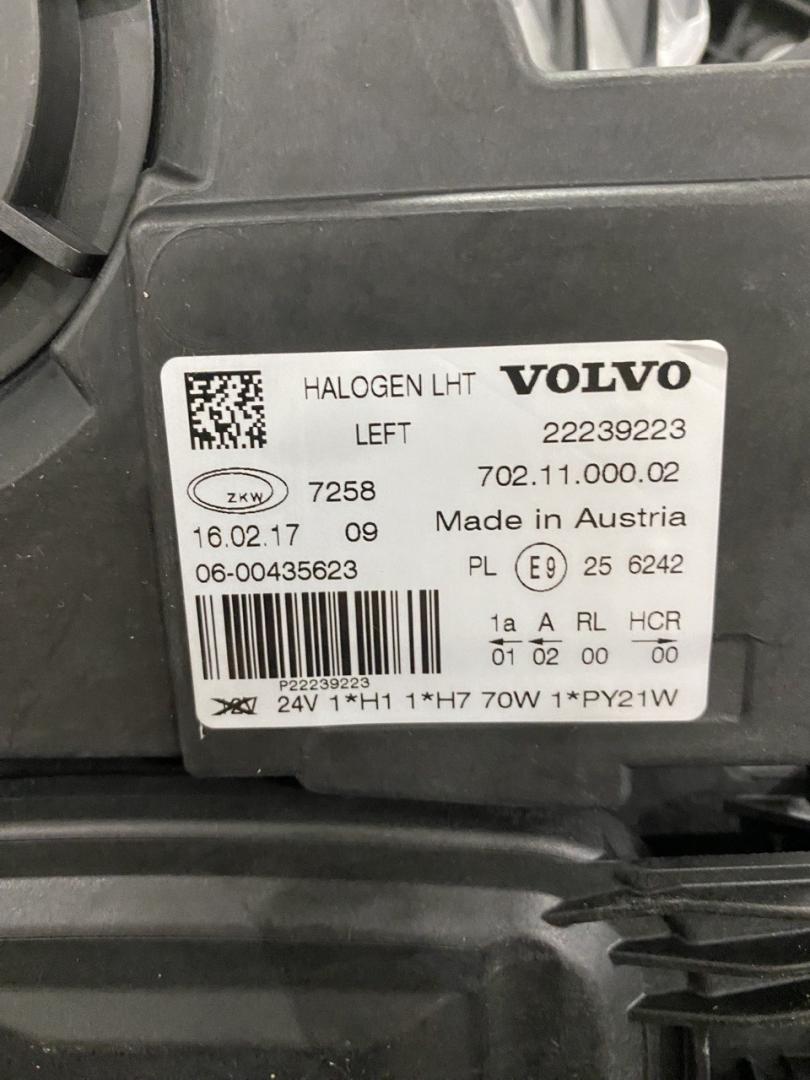 HALOGEN LHT VOLVO
LEFT 22239223
ZKW 7258 702.11.000.02
16.02.17 09 Made in Austria
06-00435623 PL E9 25 6242
1a A RL HCR
01 02 00 00
P22239223
24V 1*H1 1*H7 70W 1*PY21W